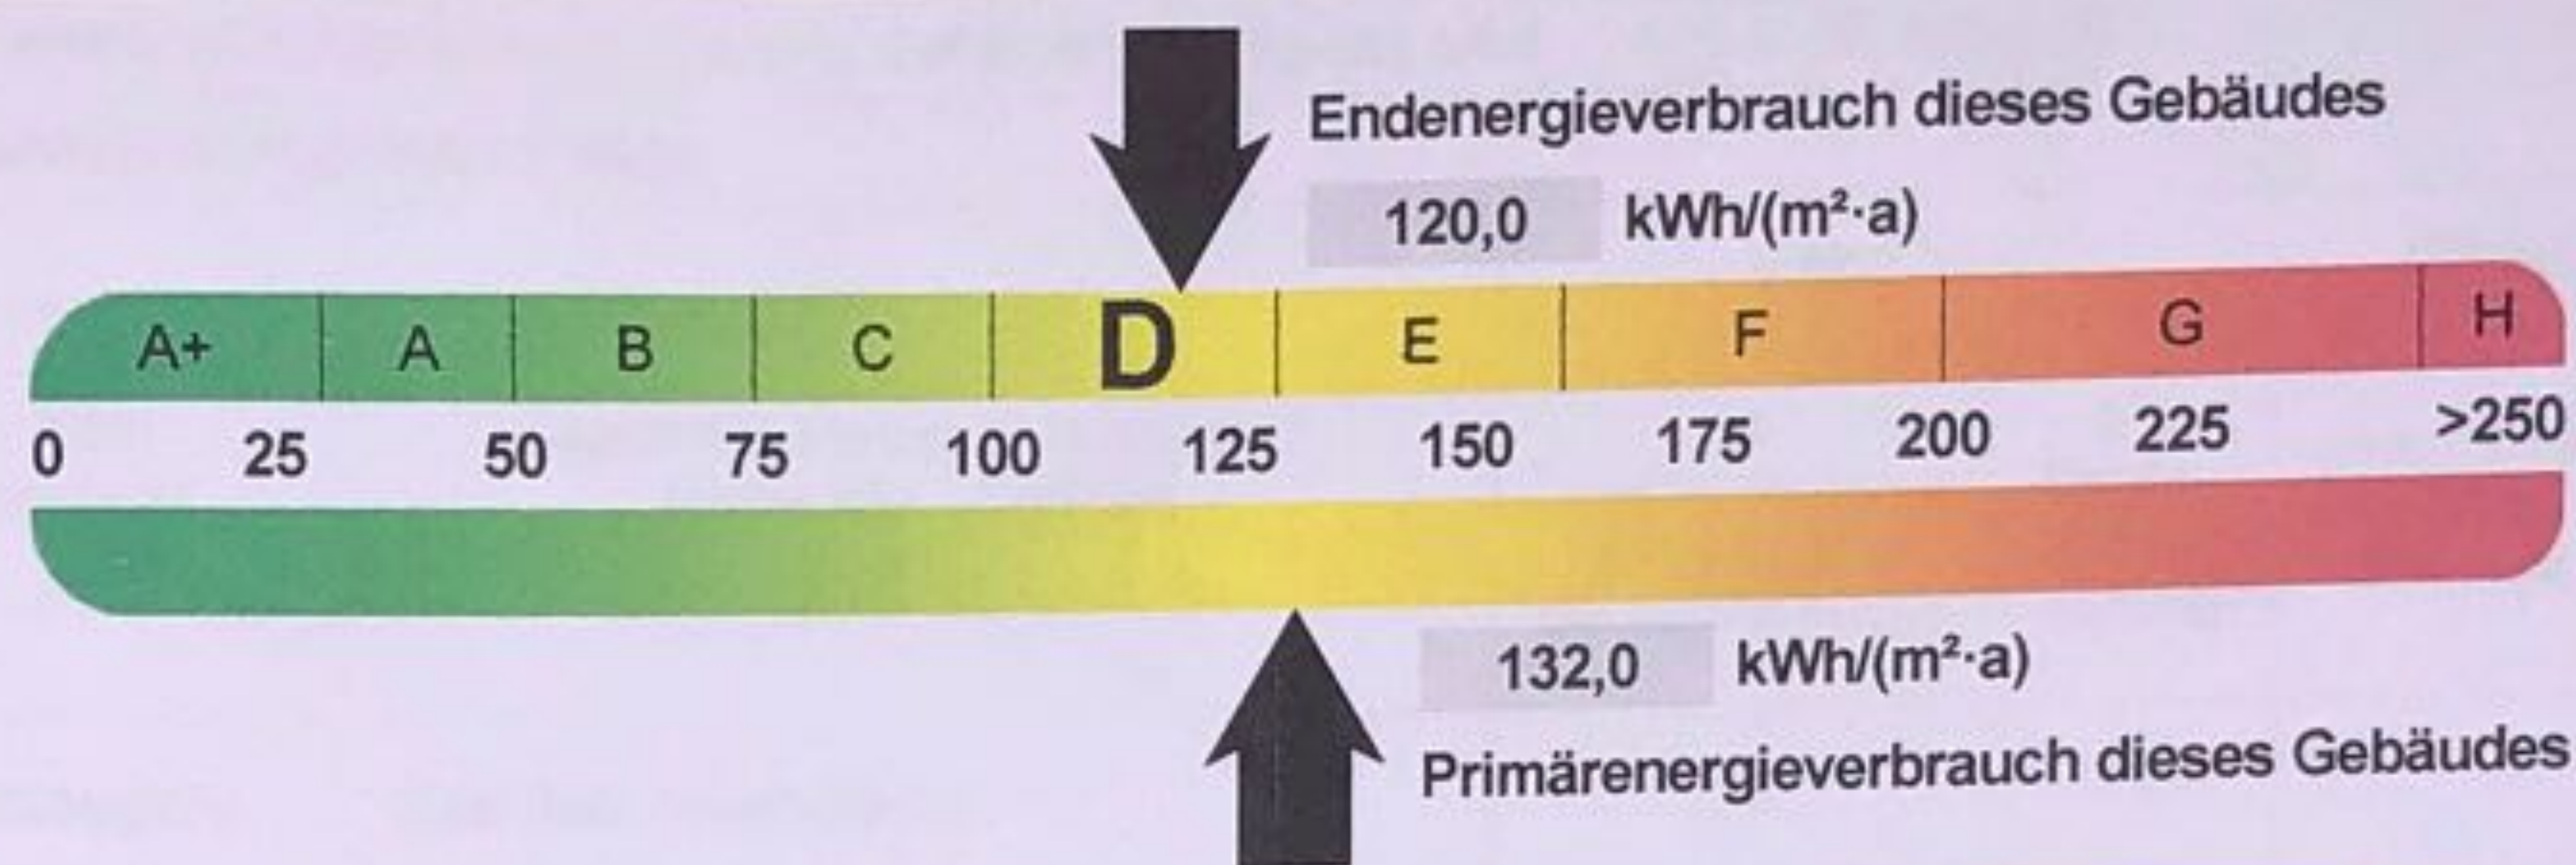 Endenergieverbrauch dieses Gebäudes
120,0 kWh/(m²·a)
A+ A B C D E F G H
0 25 50 75 100 125 150 175 200 225 >250
132,0 kWh/(m²·a)
Primärenergieverbrauch dieses Gebäudes